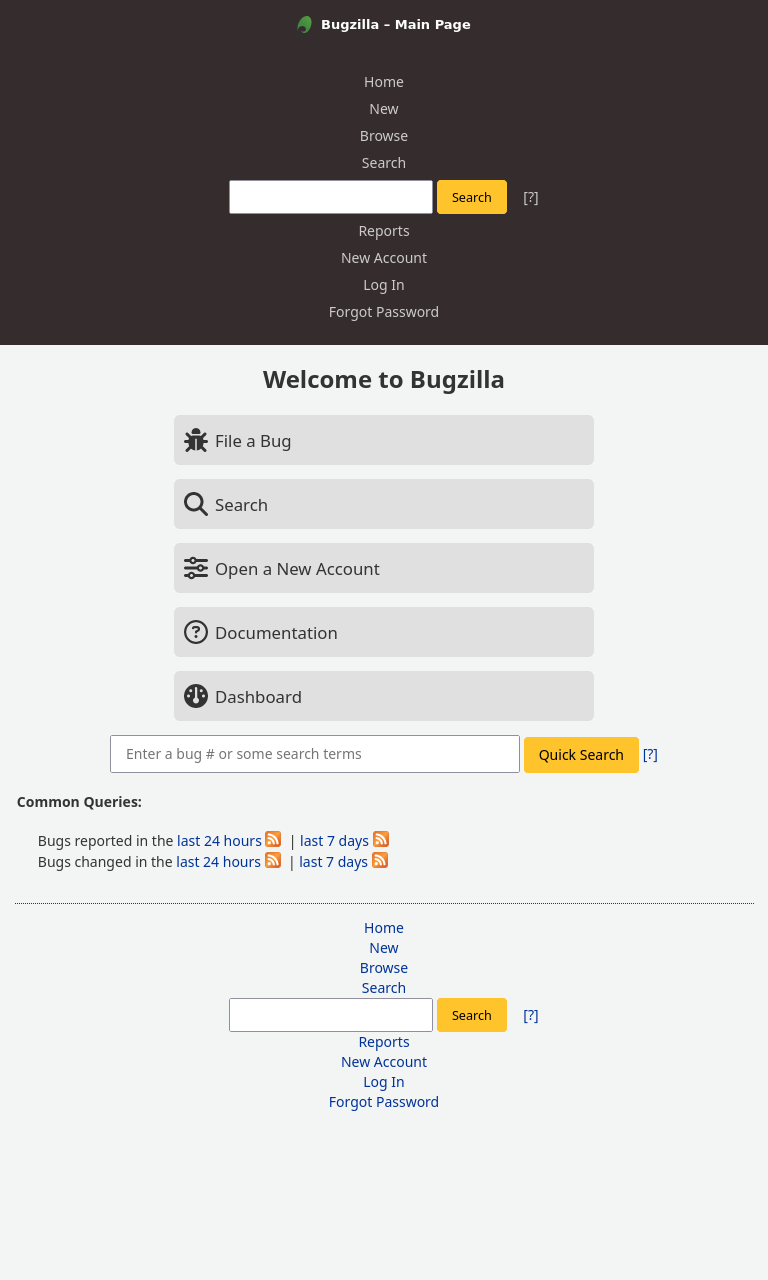 Bugzilla – Main Page
Home
New
Browse
Search
Search [?]
Reports
New Account
Log In
Forgot Password
Welcome to Bugzilla
File a Bug
Search
Open a New Account
Documentation
Dashboard
Enter a bug # or some search terms Quick Search [?]
Common Queries:
Bugs reported in the last 24 hours | last 7 days
Bugs changed in the last 24 hours | last 7 days
Home
New
Browse
Search
Search [?]
Reports
New Account
Log In
Forgot Password